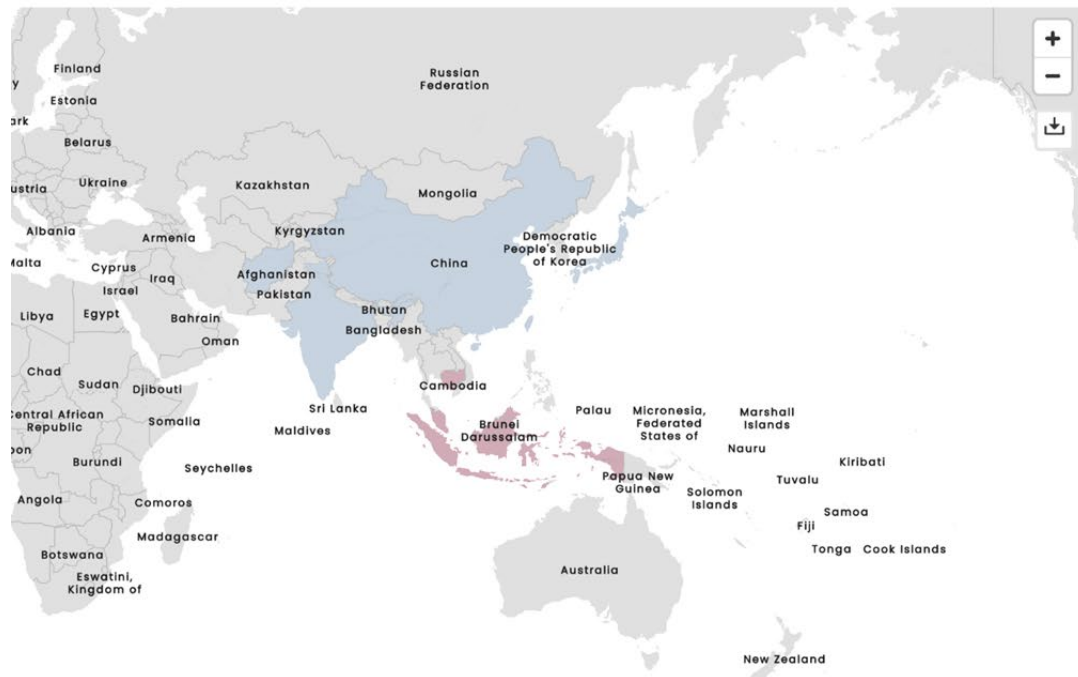 Finland
Russian
Federation
Estonia
ark
Belarus
ustria
Ukraine
Kazakhstan
Mongolia
Albania
Armenia
Kyrgyzstan
Democratic
People's Republic
of Korea
Malta
Cyprus
Iraq
Afghanistan
China
Israel
Pakistan
Libya
Egypt
Bahrain
Bhutan
Bangladesh
Oman
Chad
Sudan
Djibouti
Cambodia
Central African
Republic
Somalia
Sri Lanka
Maldives
Brunei
Darussalam
Palau
Micronesia,
Federated
States of
Marshall
Islands
Nauru
Kiribati
oon
Burundi
Seychelles
Papua New
Guinea
Tuvalu
Angola
Comoros
Solomon
Islands
Samoa
Fiji
Madagascar
Tonga
Cook Islands
Botswana
Eswatini,
Kingdom of
Australia
New Zealand